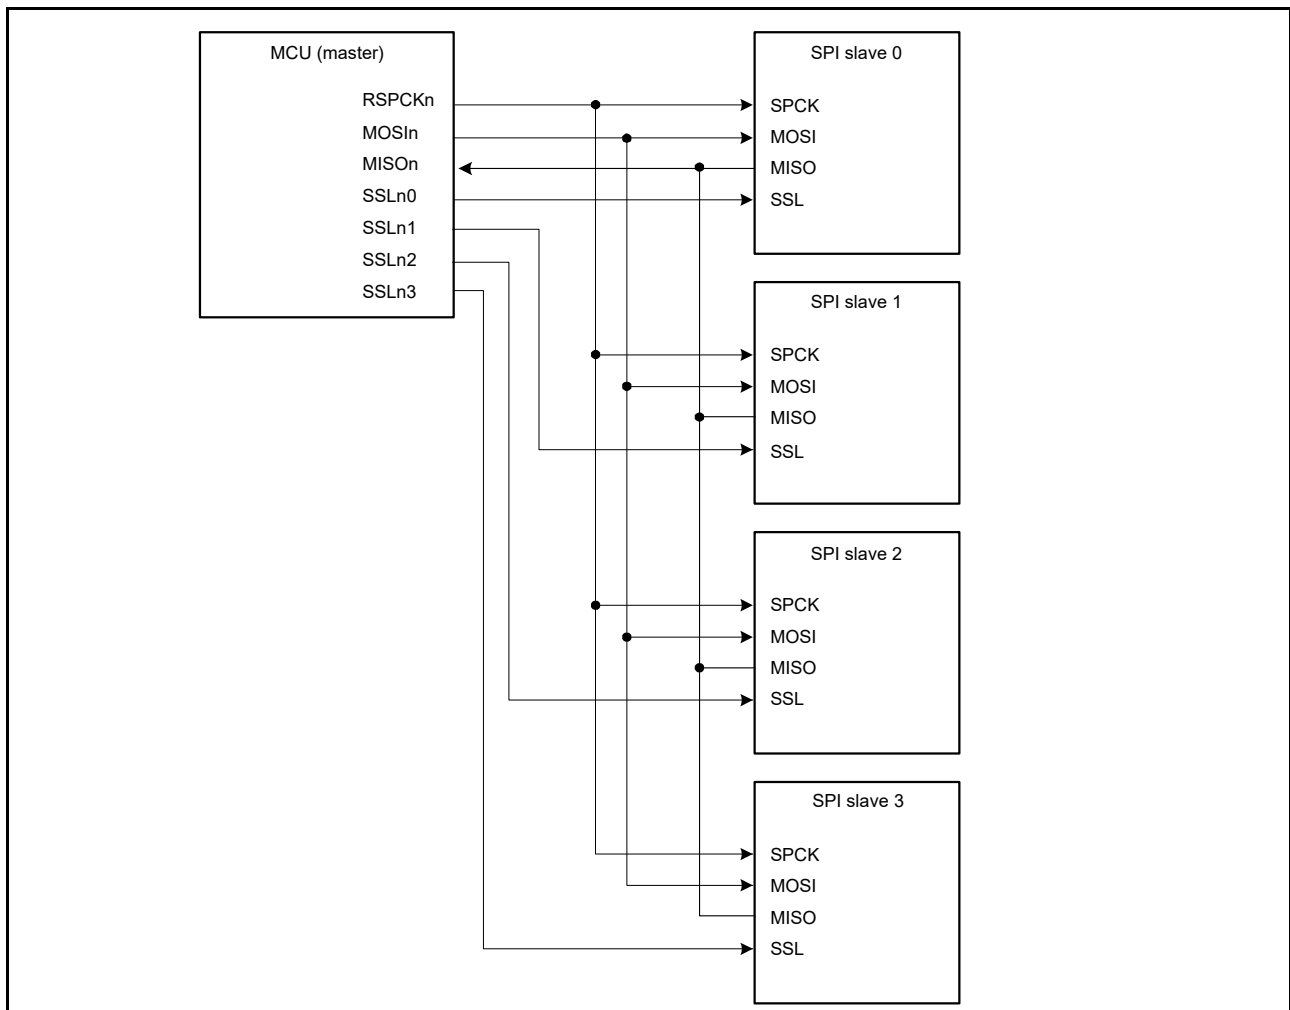 MCU (master)
RSPCKn
MOSIn
MISOn
SSLn0
SSLn1
SSLn2
SSLn3
SPI slave 0
SPCK
MOSI
MISO
SSL
SPI slave 1
SPCK
MOSI
MISO
SSL
SPI slave 2
SPCK
MOSI
MISO
SSL
SPI slave 3
SPCK
MOSI
MISO
SSL